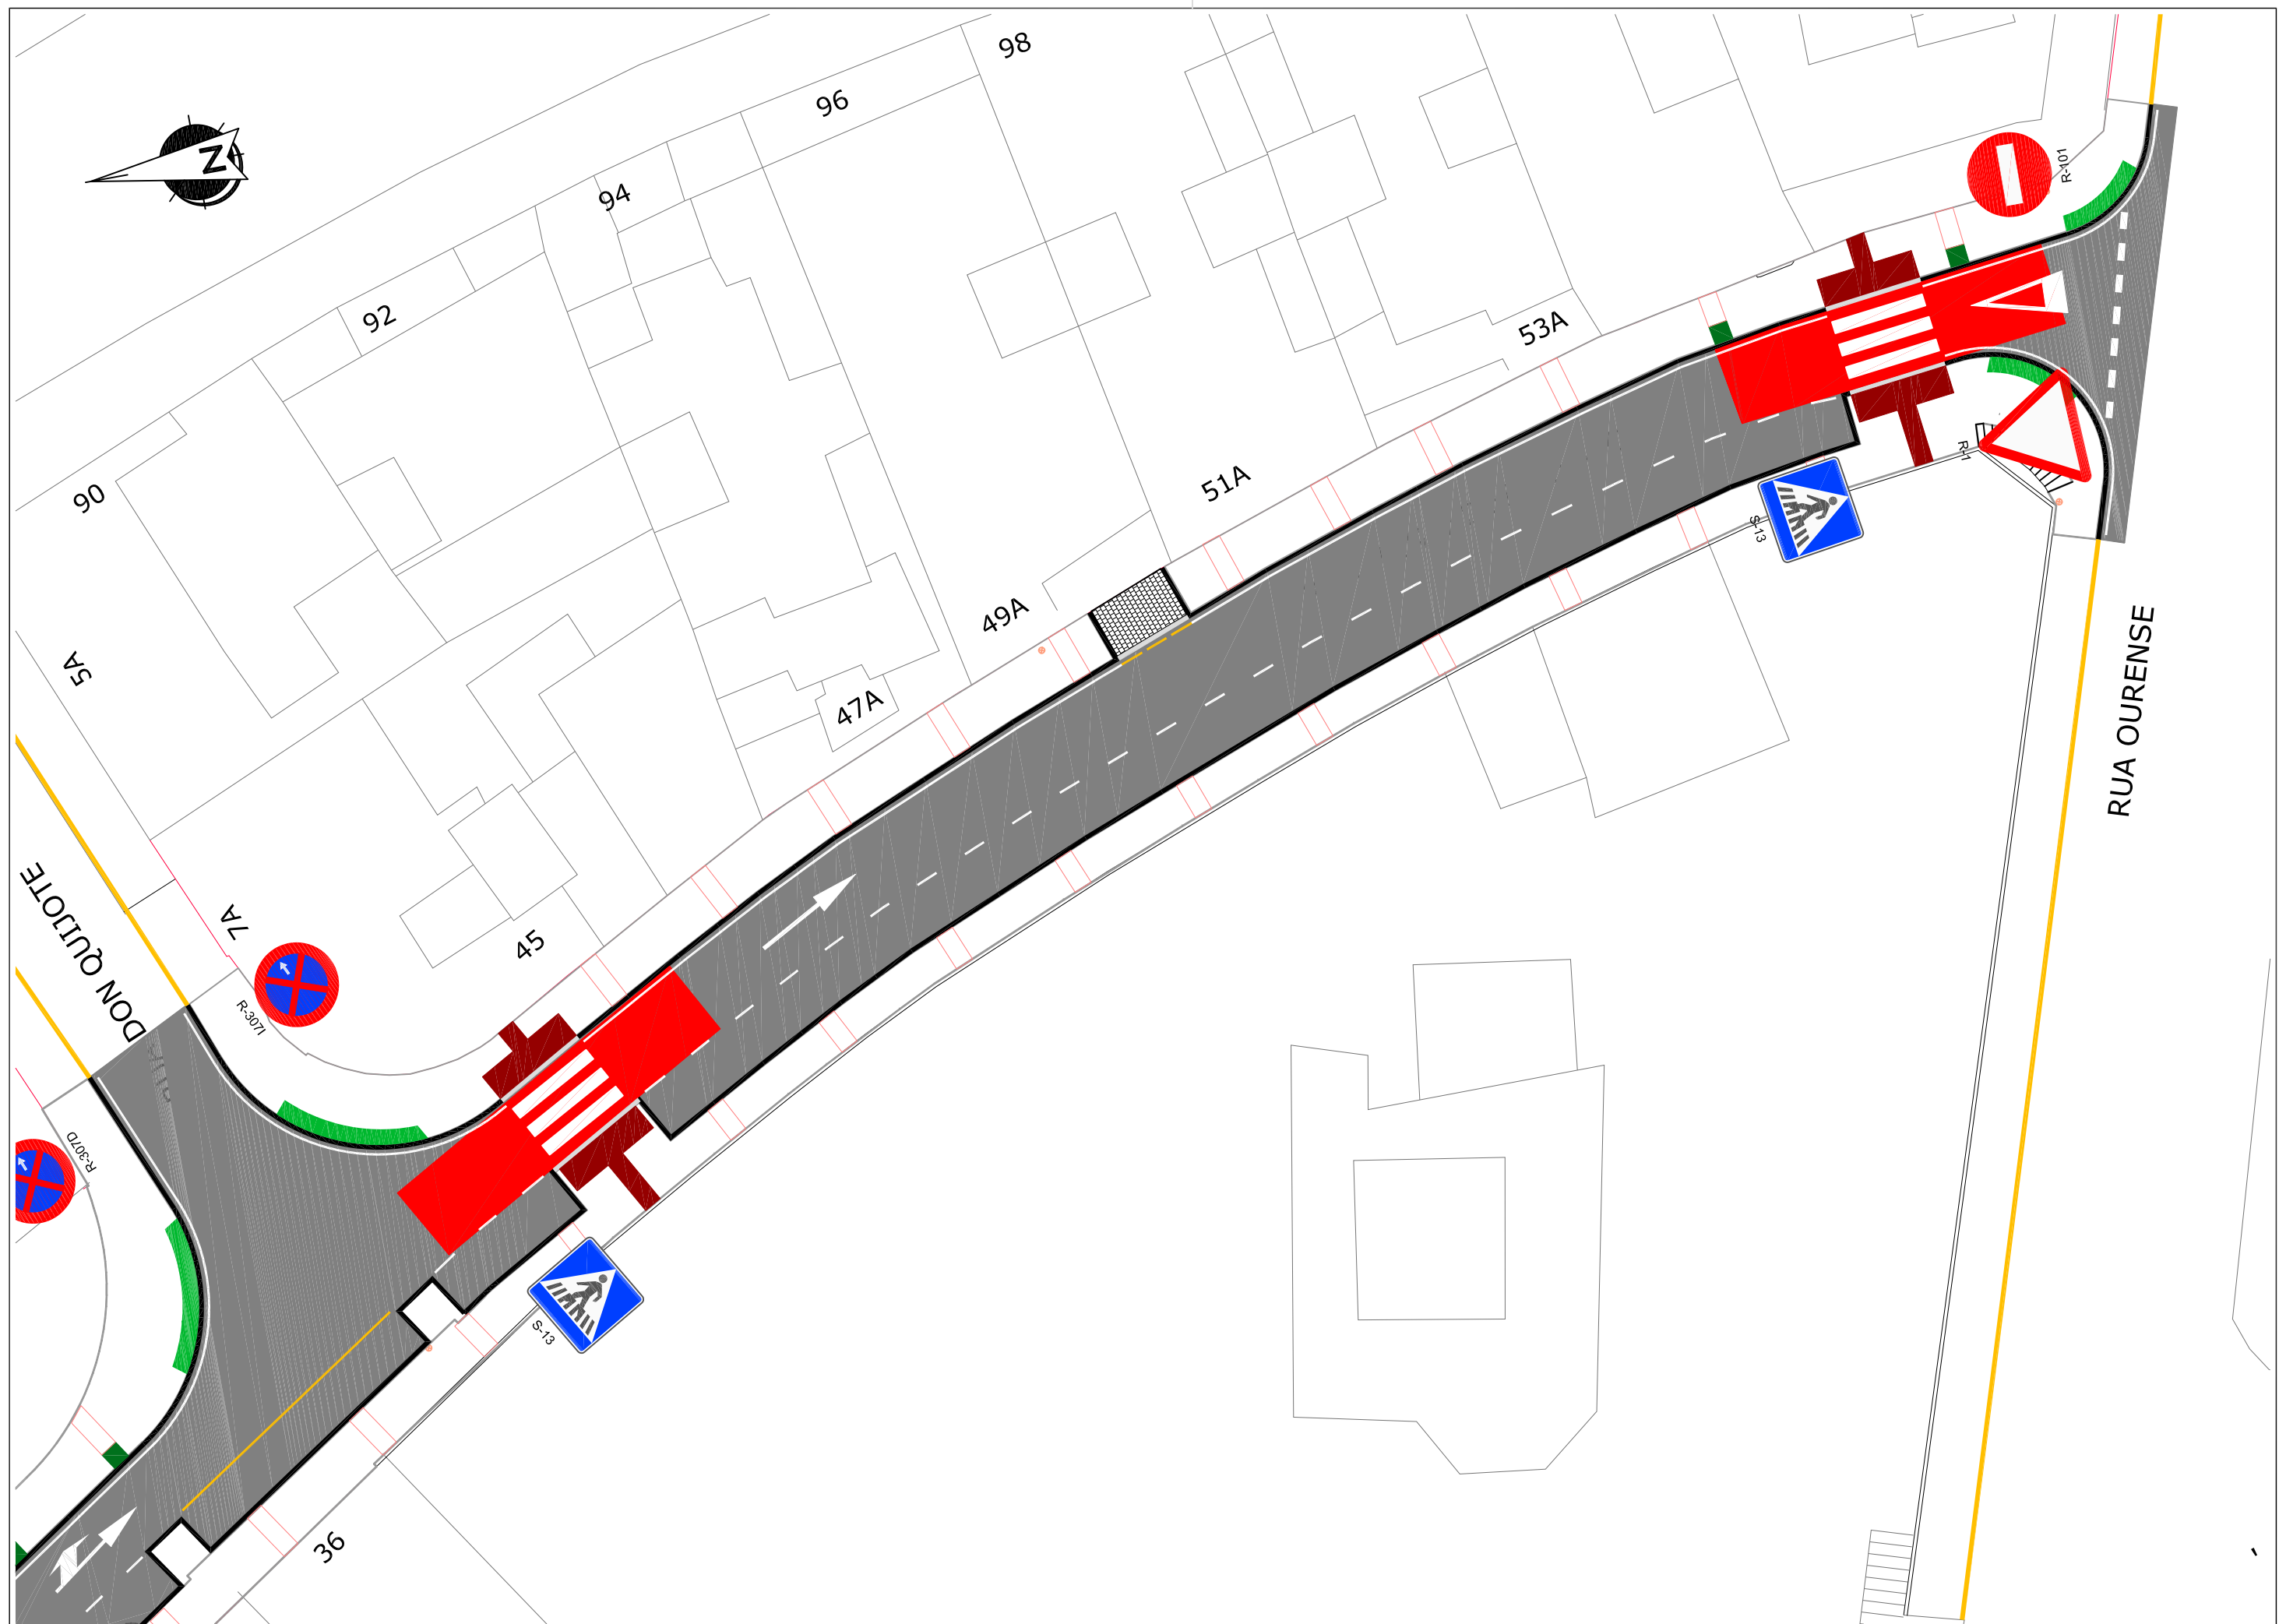 98
96
94
N
92
R-101
90
53A
R-1
51A
S-13
49A
5A
47A
RUA OURENSE
DON QUIJOTE
7A
45
R-307I
R-307D
S-13
36